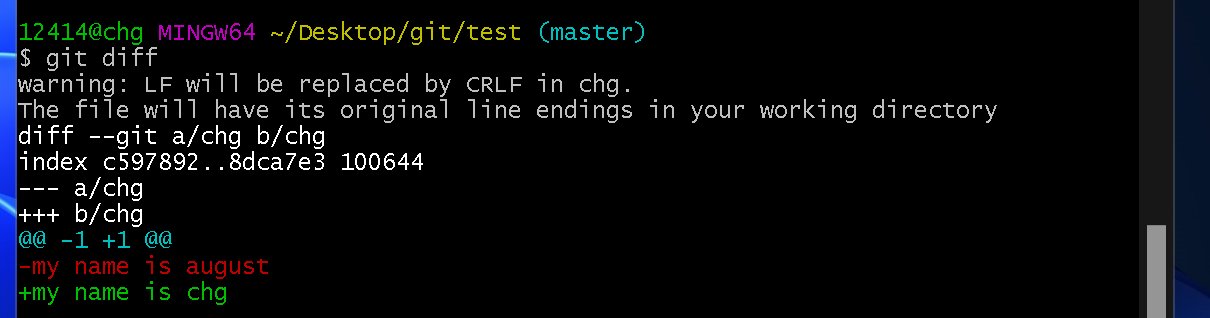 12414@chg MINGW64 ~/Desktop/git/test (master)
$ git diff
warning: LF will be replaced by CRLF in chg.
The file will have its original line endings in your working directory
diff --git a/chg b/chg
index c597892..8dca7e3 100644
--- a/chg
+++ b/chg
@@ -1 +1 @@
-my name is august
+my name is chg